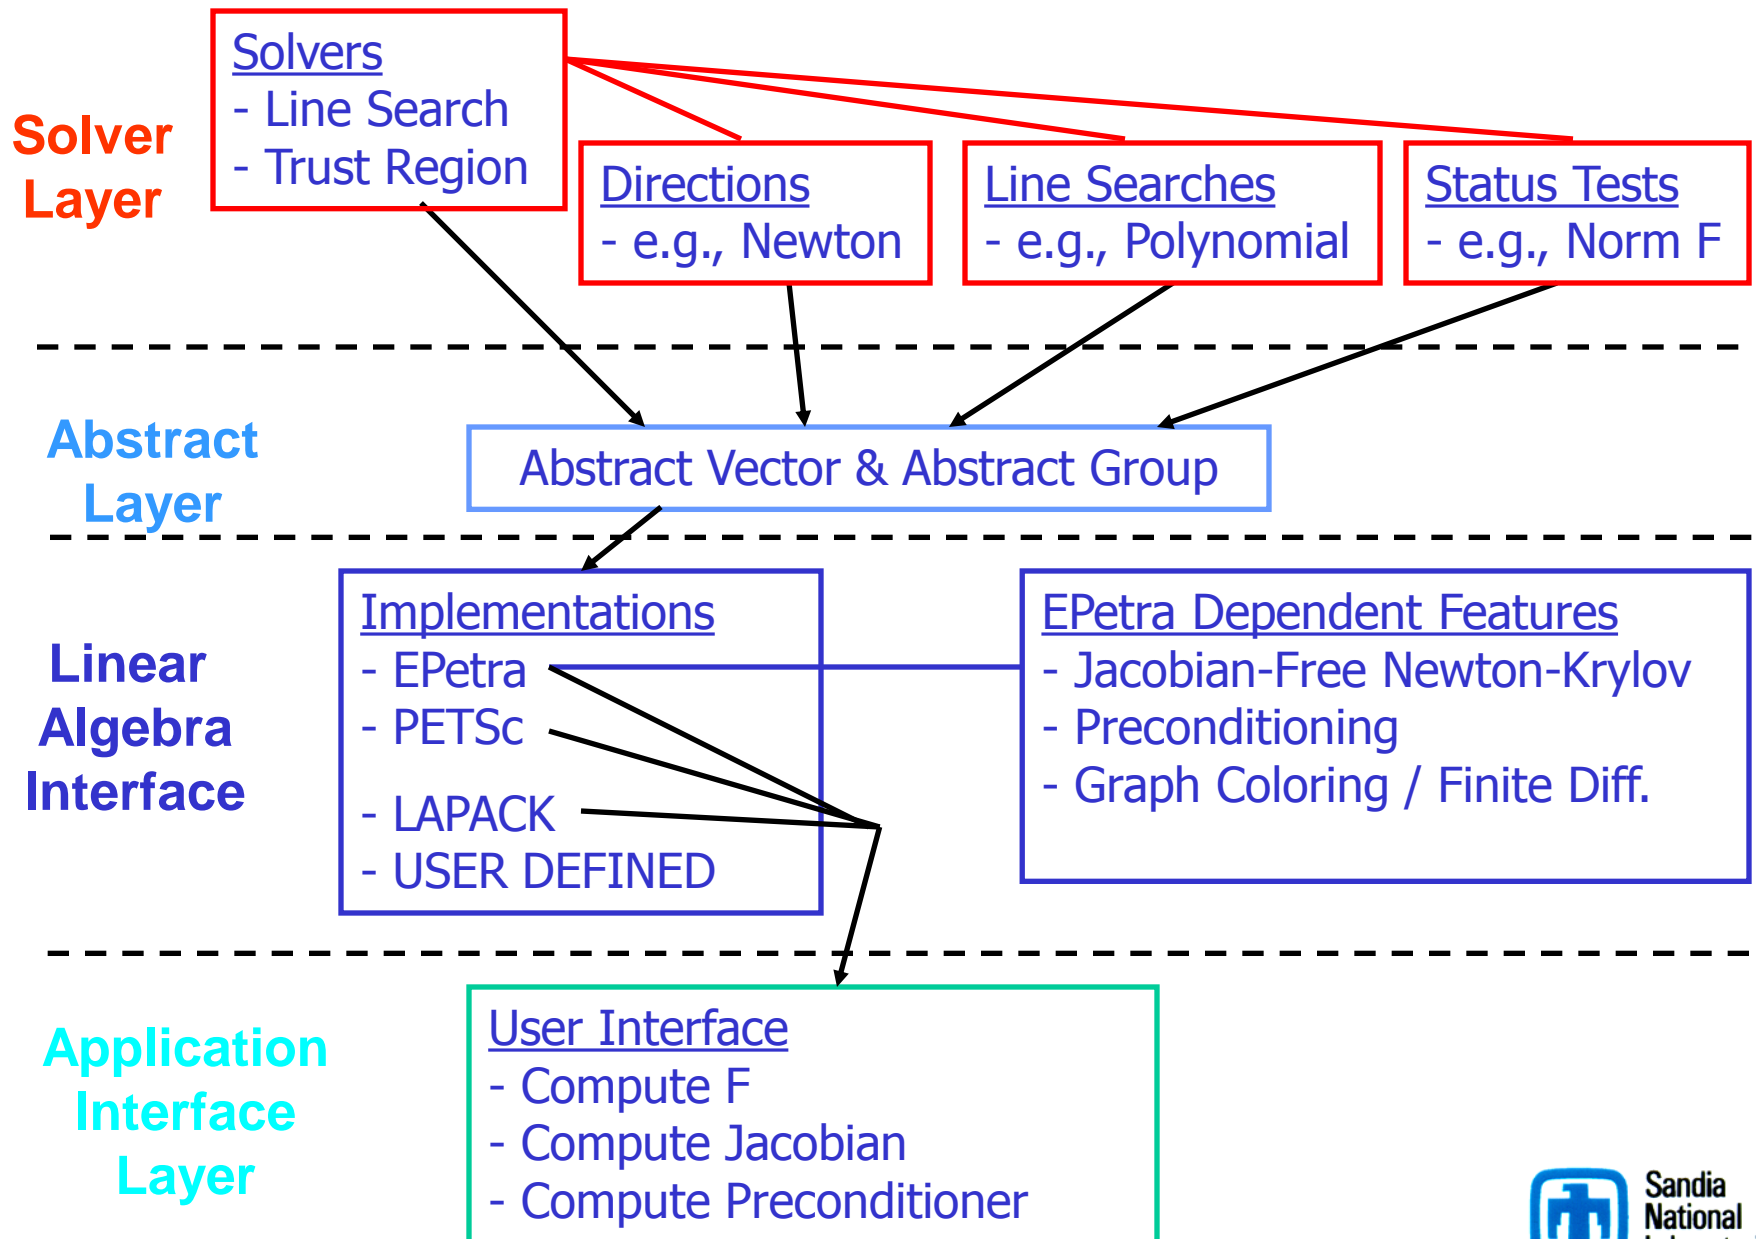 Solver
Layer
Solvers
- Line Search
- Trust Region
Directions
- e.g., Newton
Line Searches
- e.g., Polynomial
Status Tests
- e.g., Norm F
Abstract
Layer
Abstract Vector & Abstract Group
Linear
Algebra
Interface
Implementations
- EPetra
- PETSc
- LAPACK
- USER DEFINED
EPetra Dependent Features
- Jacobian-Free Newton-Krylov
- Preconditioning
- Graph Coloring / Finite Diff.
Application
Interface
Layer
User Interface
- Compute F
- Compute Jacobian
- Compute Preconditioner
Sandia
National